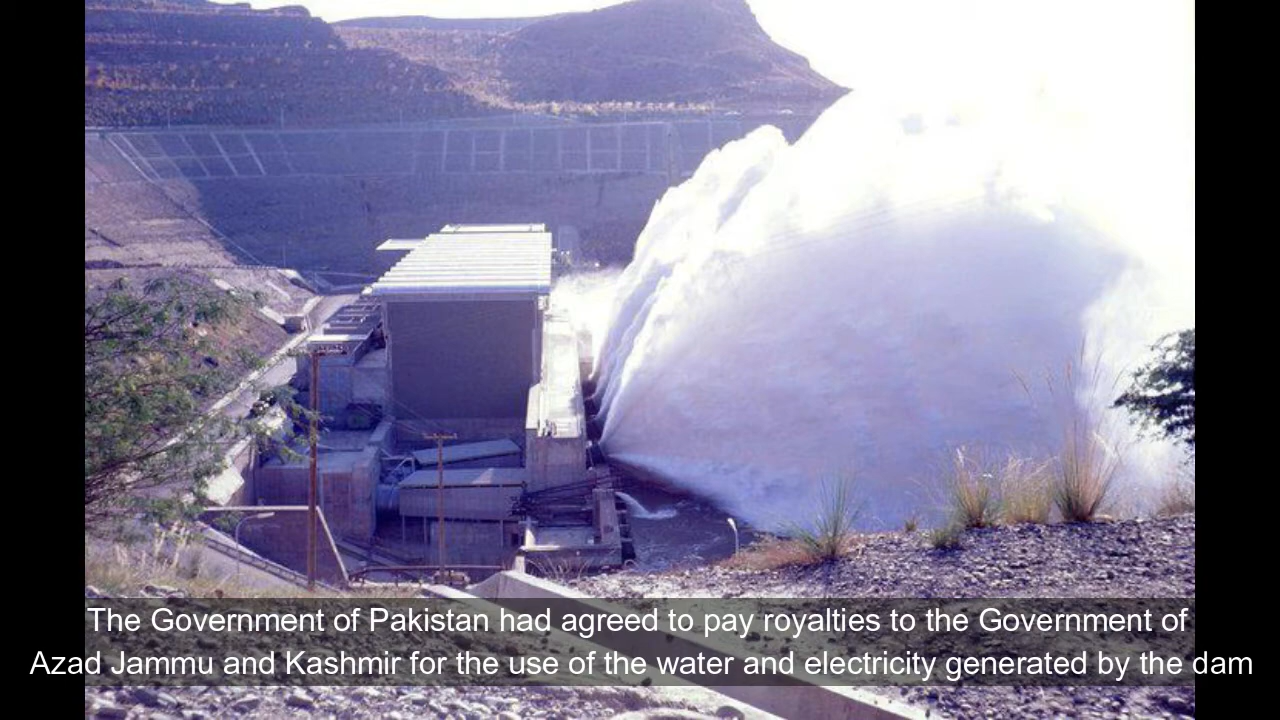 The Government of Pakistan had agreed to pay royalties to the Government of
Azad Jammu and Kashmir for the use of the water and electricity generated by the dam